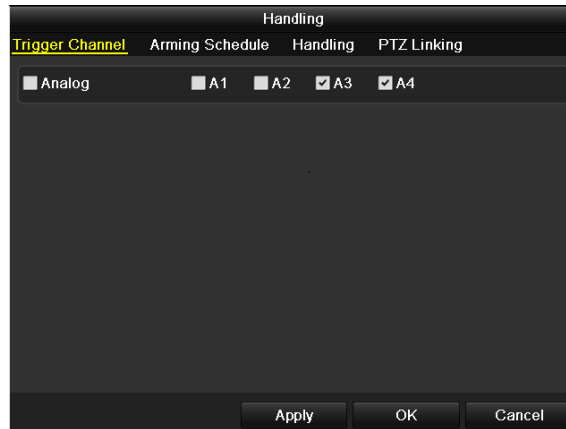 Handling
Trigger Channel Arming Schedule Handling PTZ Linking
Analog A1 A2 A3 A4
Apply OK Cancel